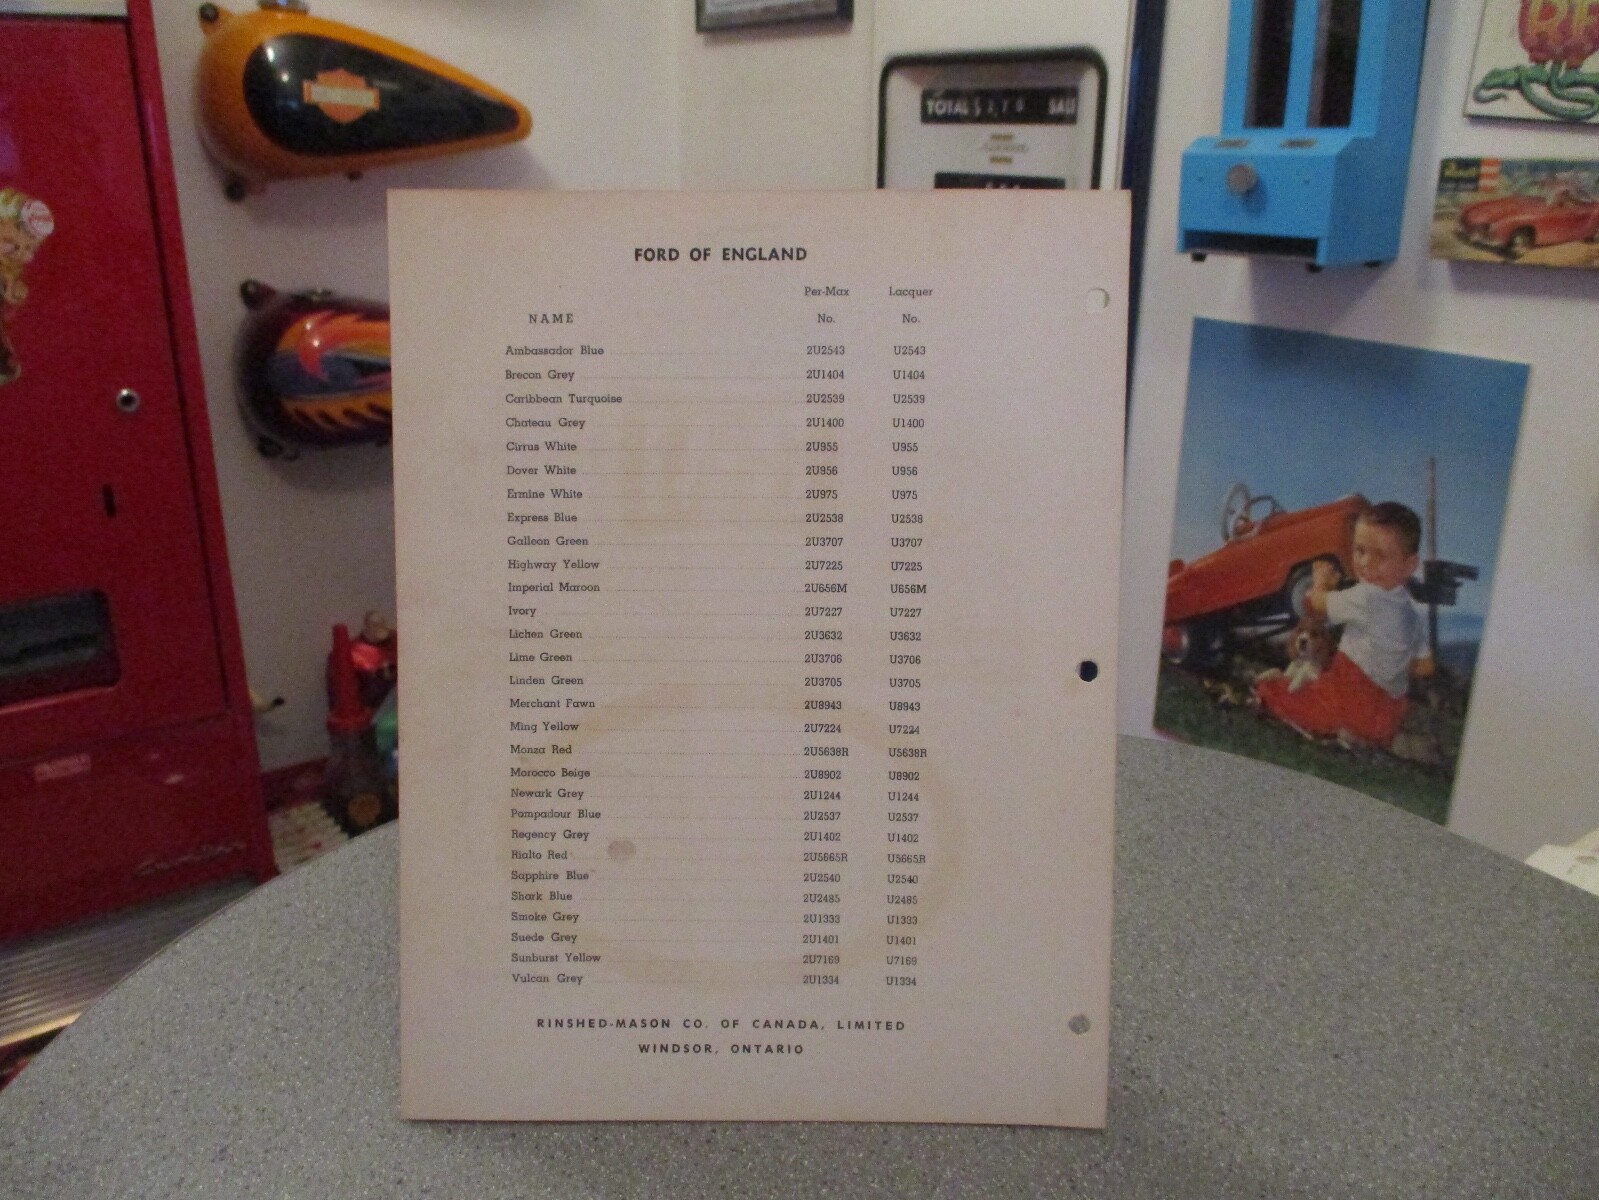 TOTAL $ SALE
FORD OF ENGLAND
Per-Max Lacquer
NAME No. No.
Ambassador Blue 2U2543 U2543
Brecon Grey 2U1404 U1404
Caribbean Turquoise 2U2539 U2539
Chateau Grey 2U1400 U1400
Cirrus White 2U955 U955
Dover White 2U956 U956
Ermine White 2U975 U975
Express Blue 2U2538 U2538
Galleon Green 2U3707 U3707
Highway Yellow 2U7225 U7225
Imperial Maroon 2U656M U656M
Ivory 2U7227 U7227
Lichen Green 2U3632 U3632
Lime Green 2U3706 U3706
Linden Green 2U3705 U3705
Merchant Fawn 2U8943 U8943
Ming Yellow 2U7224 U7224
Monza Red 2U5638R U5638R
Morocco Beige 2U8902 U8902
Newark Grey 2U1244 U1244
Pompadour Blue 2U2537 U2537
Regency Grey 2U1402 U1402
Rialto Red 2U5665R U5665R
Sapphire Blue 2U2540 U2540
Shark Blue 2U2485 U2485
Smoke Grey 2U1333 U1333
Suede Grey 2U1401 U1401
Sunburst Yellow 2U7169 U7169
Vulcan Grey 2U1334 U1334
RINSHED-MASON CO. OF CANADA, LIMITED
WINDSOR, ONTARIO